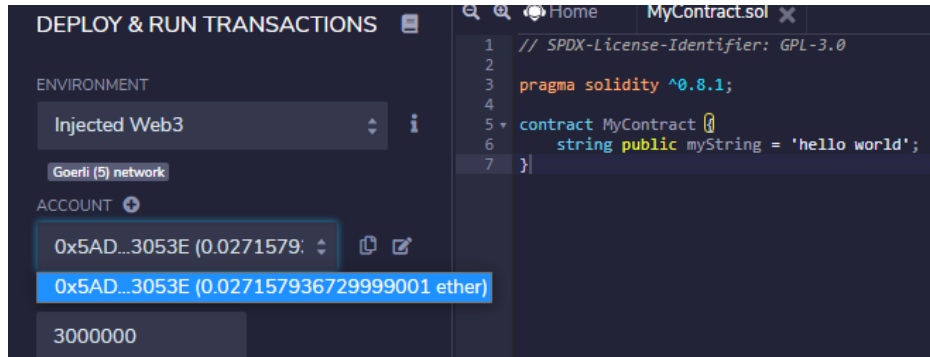 DEPLOY & RUN TRANSACTIONS
ENVIRONMENT
Injected Web3
i
Goerli (5) network
ACCOUNT
0x5AD...3053E (0.0271579:
0x5AD...3053E (0.027157936729999001 ether)
3000000
Home
MyContract.sol
1 // SPDX-License-Identifier: GPL-3.0
2
3 pragma solidity ^0.8.1;
4
5 contract MyContract {
6 string public myString = 'hello world';
7 }